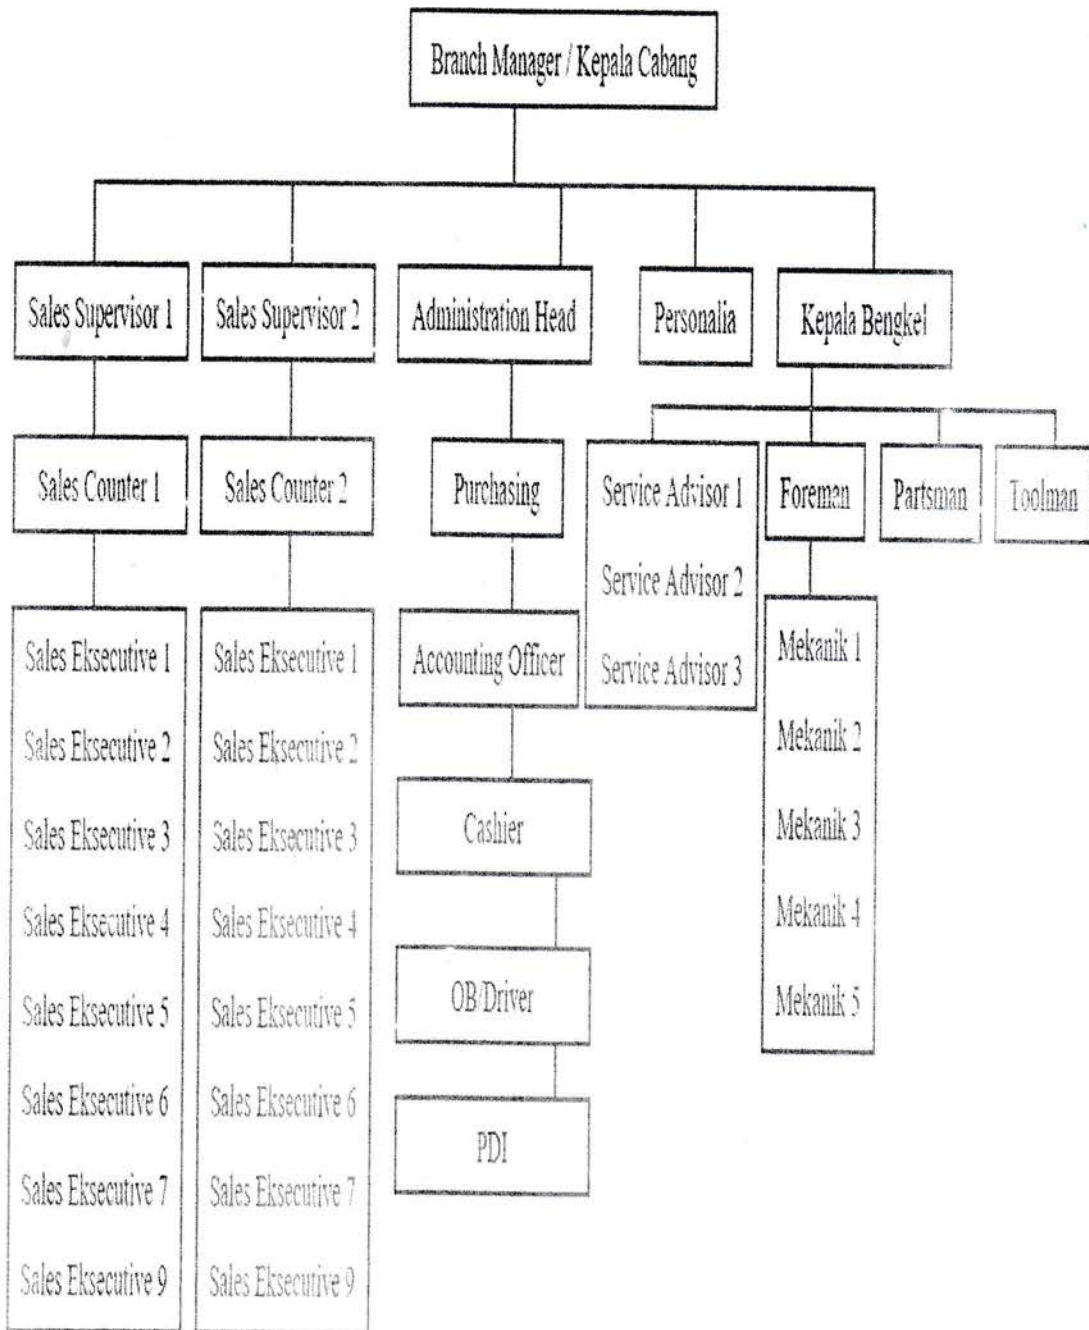 Branch Manager / Kepala Cabang
Sales Supervisor 1
Sales Supervisor 2
Administration Head
Personalia
Kepala Bengkel
Sales Counter 1
Sales Counter 2
Purchasing
Service Advisor 1
Service Advisor 2
Service Advisor 3
Foreman
Partsman
Toolman
Sales Eksecutive 1
Sales Eksecutive 2
Sales Eksecutive 3
Sales Eksecutive 4
Sales Eksecutive 5
Sales Eksecutive 6
Sales Eksecutive 7
Sales Eksecutive 9
Sales Eksecutive 1
Sales Eksecutive 2
Sales Eksecutive 3
Sales Eksecutive 4
Sales Eksecutive 5
Sales Eksecutive 6
Sales Eksecutive 7
Sales Eksecutive 9
Accounting Officer
Cashier
OB/Driver
PDI
Mekanik 1
Mekanik 2
Mekanik 3
Mekanik 4
Mekanik 5